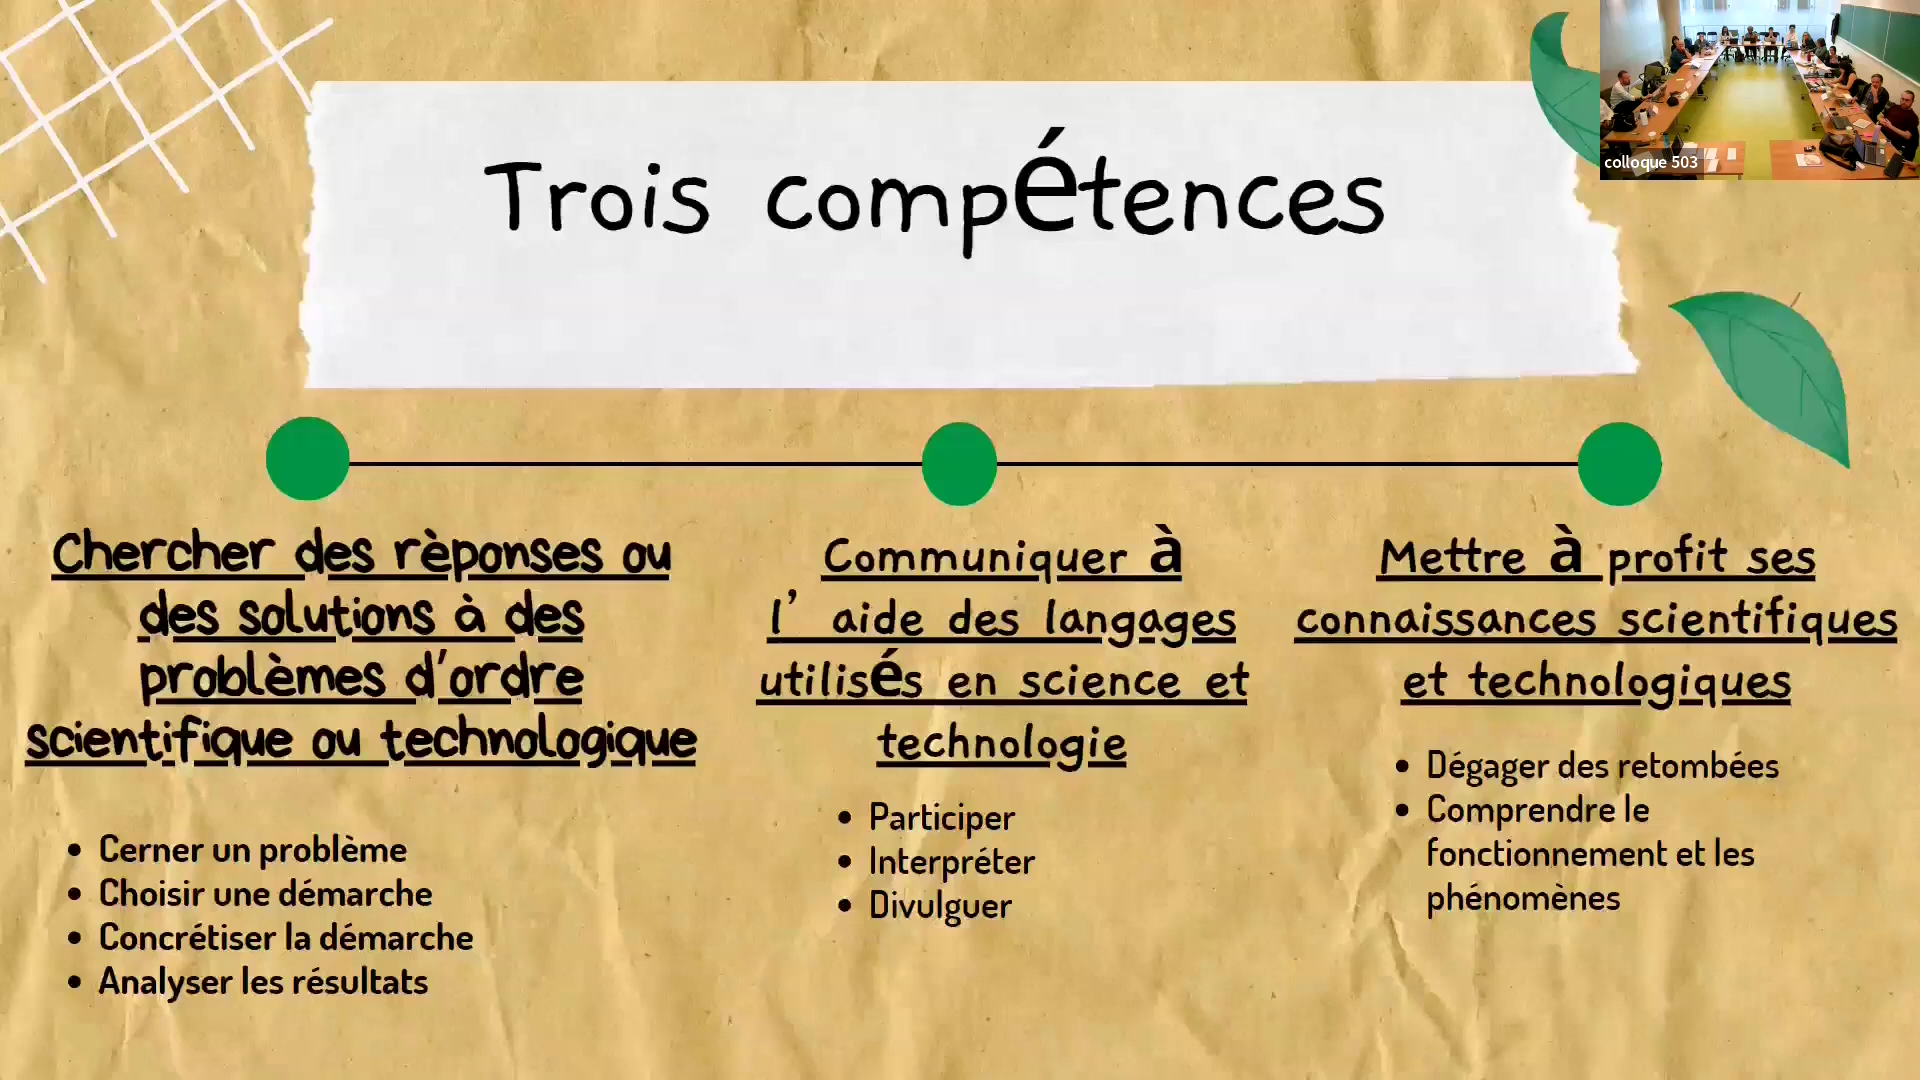 Trois compétences
colloque 503
Chercher des rèponses ou
des solutions à des
problèmes d'ordre
scientifique ou technologique
Cerner un problème
Choisir une démarche
Concrétiser la démarche
Analyser les résultats
Communiquer à
l’ aide des langages
utilisés en science et
technologie
Participer
Interpréter
Divulguer
Mettre à profit ses
connaissances scientifiques
et technologiques
Dégager des retombées
Comprendre le
fonctionnement et les
phénomènes